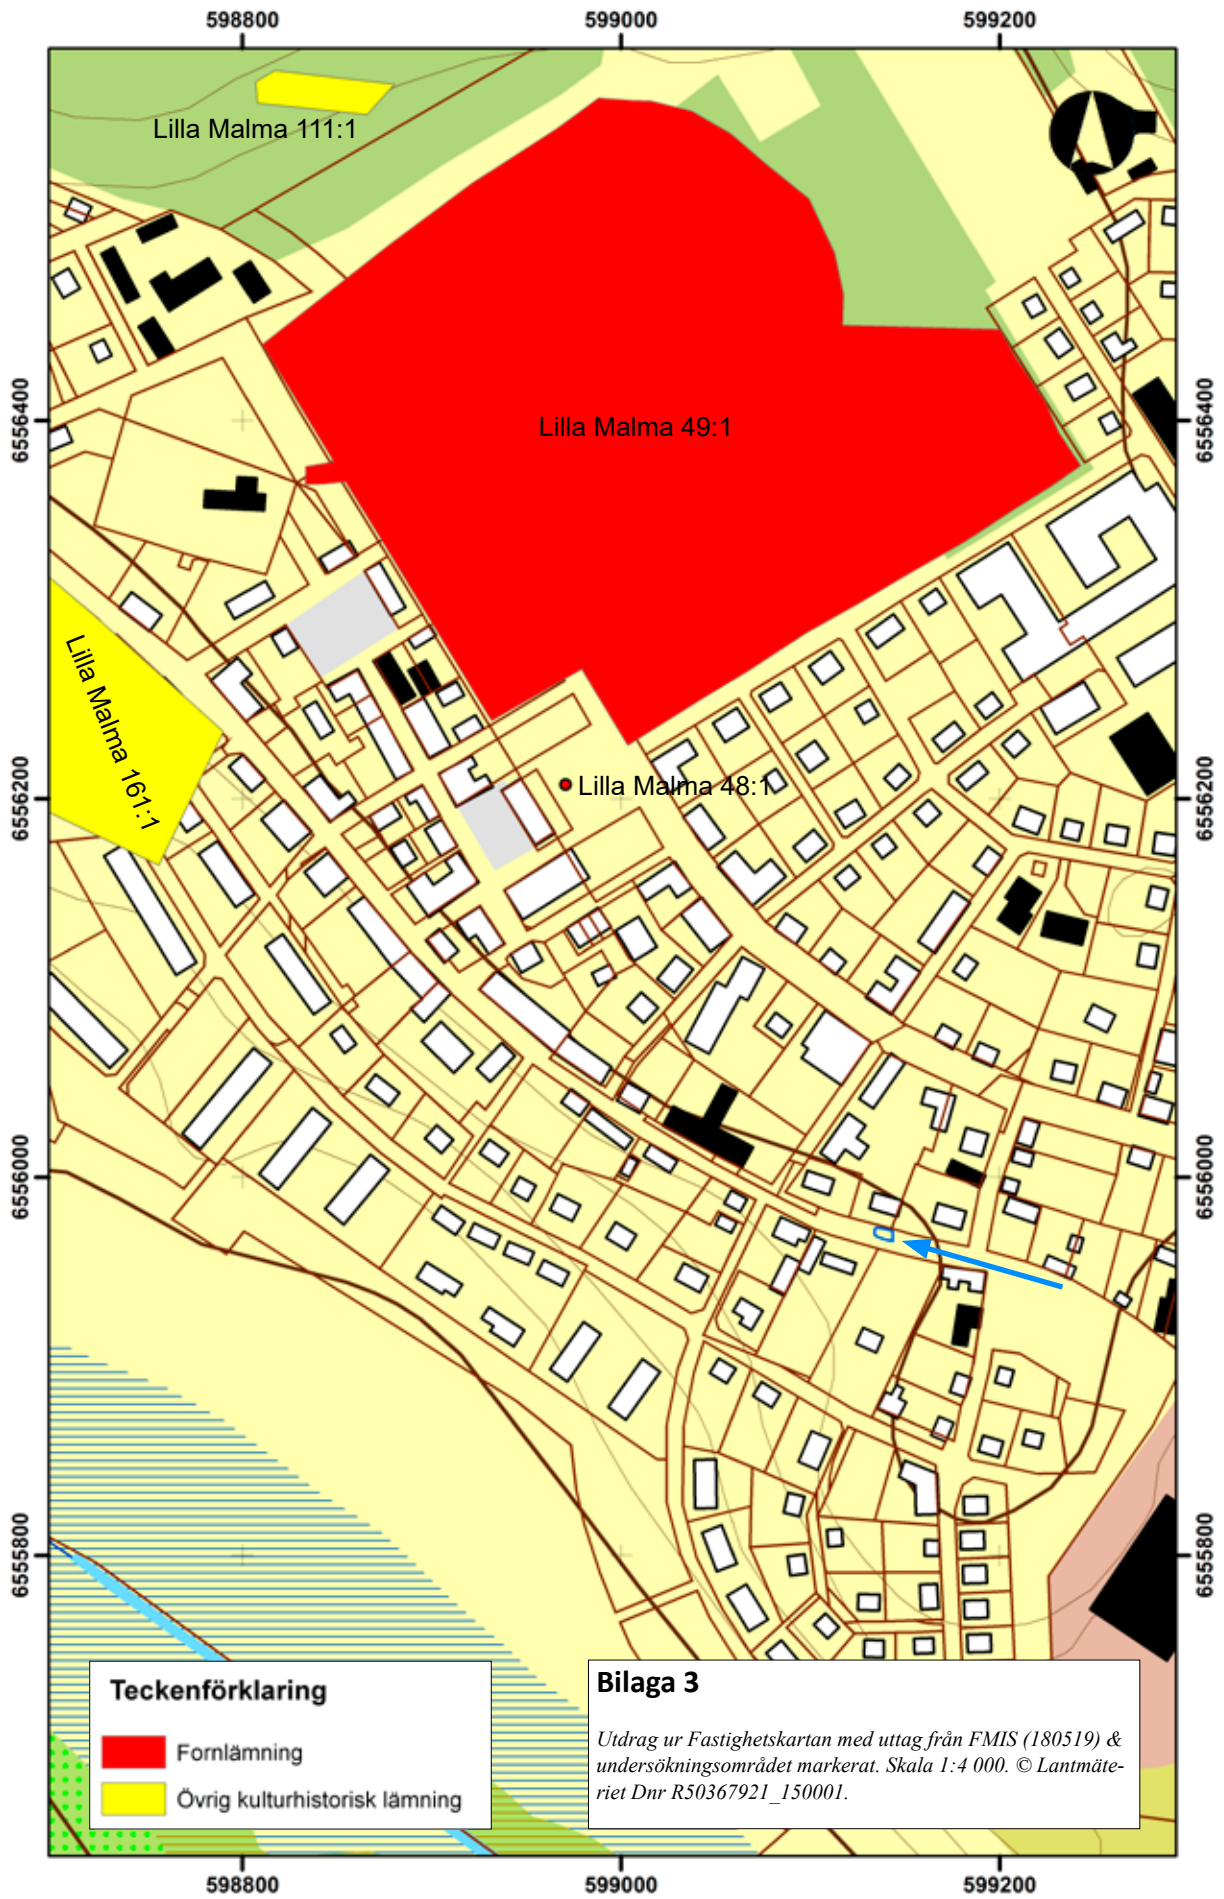 598800
599000
599200
Lilla Malma 111:1
6556400
6556400
Lilla Malma 49:1
Lilla Malma 161:1
6556200
Lilla Malma 48:1
6556200
6556000
6556000
6555800
6555800
Teckenförklaring
Fornlämning
Övrig kulturhistorisk lämning
Bilaga 3
Utdrag ur Fastighetskartan med uttag från FMIS (180519) &
undersökningsområdet markerat. Skala 1:4 000. © Lantmäte-
riet Dnr R50367921_150001.
598800
599000
599200